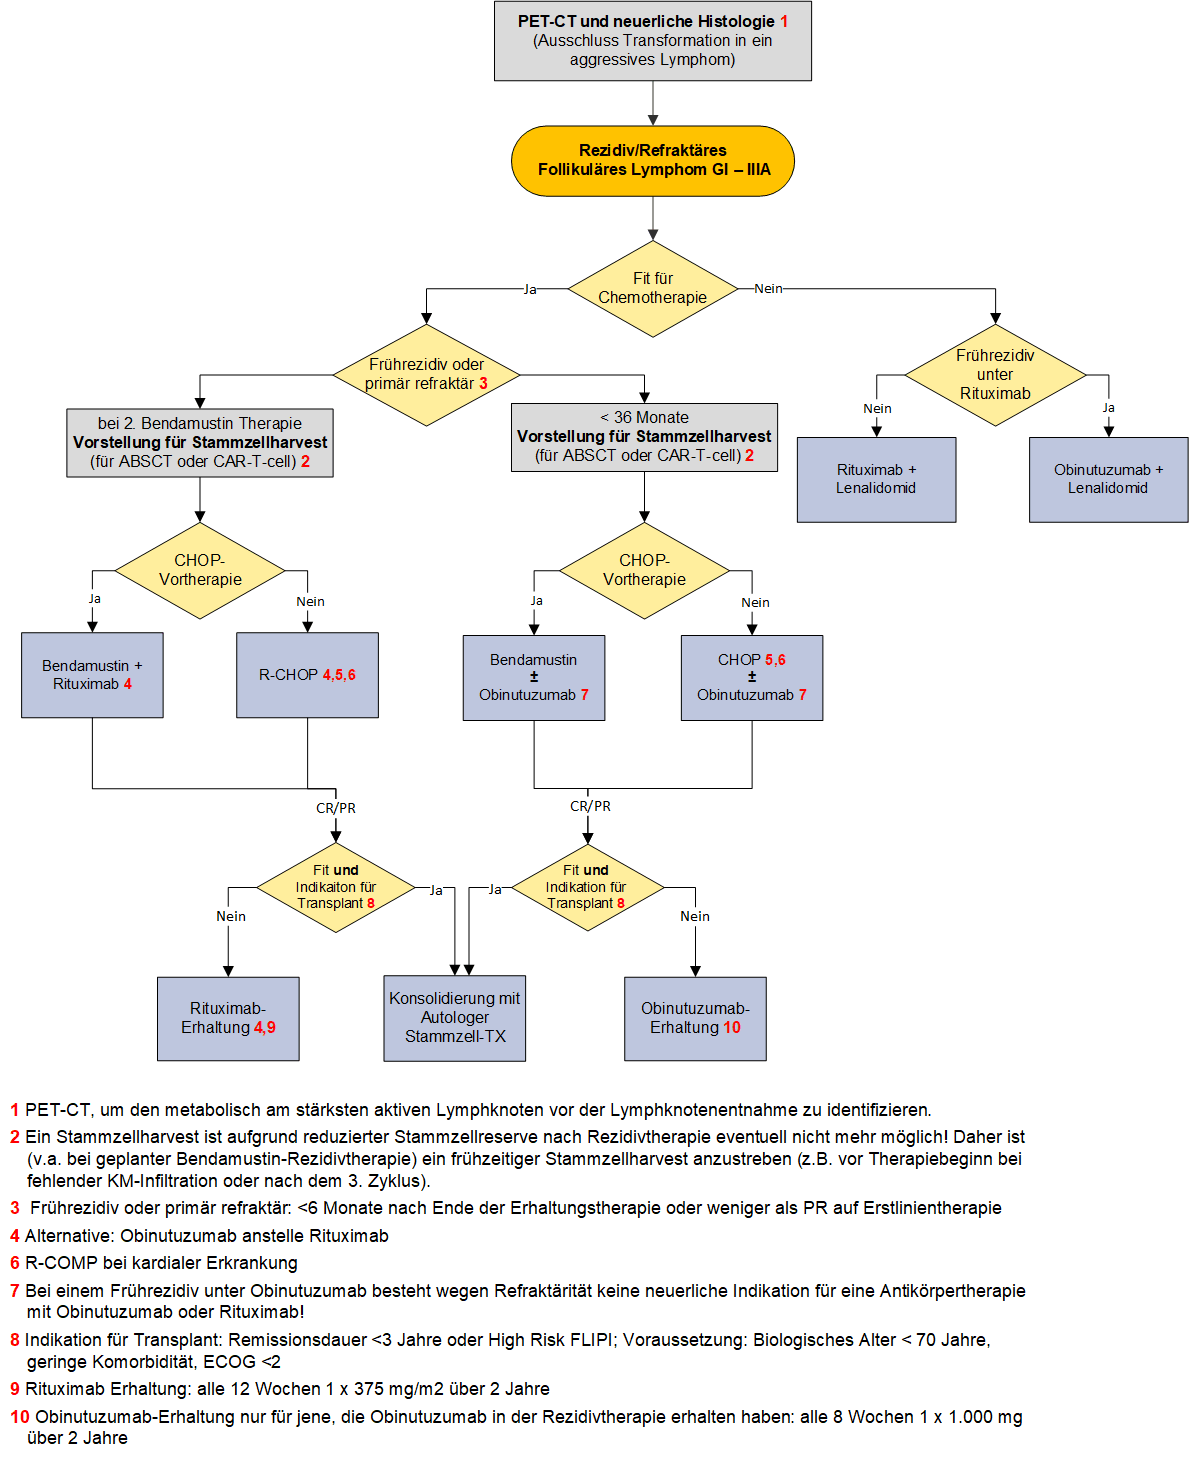 PET-CT und neuerliche Histologie 1
(Ausschluss Transformation in ein
aggressives Lymphom)
Rezidiv/Refraktäres
Follikuläres Lymphom GI – IIIA
Fit für
Chemotherapie
Ja
Nein
Frührezidiv oder
primär refraktär 3
Frührezidiv
unter
Rituximab
Nein
Ja
bei 2. Bendamustin Therapie
Vorstellung für Stammzellharvest
(für ABSCT oder CAR-T-cell) 2
< 36 Monate
Vorstellung für Stammzellharvest
(für ABSCT oder CAR-T-cell) 2
Rituximab +
Lenalidomid
Obinutuzumab +
Lenalidomid
CHOP-
Vortherapie
Ja
Nein
CHOP-
Vortherapie
Ja
Nein
Bendamustin +
Rituximab 4
R-CHOP 4,5,6
Bendamustin
±
Obinutuzumab 7
CHOP 5,6
±
Obinutuzumab 7
CR/PR
CR/PR
Fit und
Indikaiton für
Transplant 8
Nein
Ja
Fit und
Indikation für
Transplant 8
Ja
Nein
Rituximab-
Erhaltung 4,9
Konsolidierung mit
Autologer
Stammzell-TX
Obinutuzumab-
Erhaltung 10
1 PET-CT, um den metabolisch am stärksten aktiven Lymphknoten vor der Lymphknotenentnahme zu identifizieren.
2 Ein Stammzellharvest ist aufgrund reduzierter Stammzellreserve nach Rezidivtherapie eventuell nicht mehr möglich! Daher ist
(v.a. bei geplanter Bendamustin-Rezidivtherapie) ein frühzeitiger Stammzellharvest anzustreben (z.B. vor Therapiebeginn bei
fehlender KM-Infiltration oder nach dem 3. Zyklus).
3 Frührezidiv oder primär refraktär: <6 Monate nach Ende der Erhaltungstherapie oder weniger als PR auf Erstlinientherapie
4 Alternative: Obinutuzumab anstelle Rituximab
6 R-COMP bei kardialer Erkrankung
7 Bei einem Frührezidiv unter Obinutuzumab besteht wegen Refraktärität keine neuerliche Indikation für eine Antikörpertherapie
mit Obinutuzumab oder Rituximab!
8 Indikation für Transplant: Remissionsdauer <3 Jahre oder High Risk FLIPI; Voraussetzung: Biologisches Alter < 70 Jahre,
geringe Komorbidität, ECOG <2
9 Rituximab Erhaltung: alle 12 Wochen 1 x 375 mg/m2 über 2 Jahre
10 Obinutuzumab-Erhaltung nur für jene, die Obinutuzumab in der Rezidivtherapie erhalten haben: alle 8 Wochen 1 x 1.000 mg
über 2 Jahre